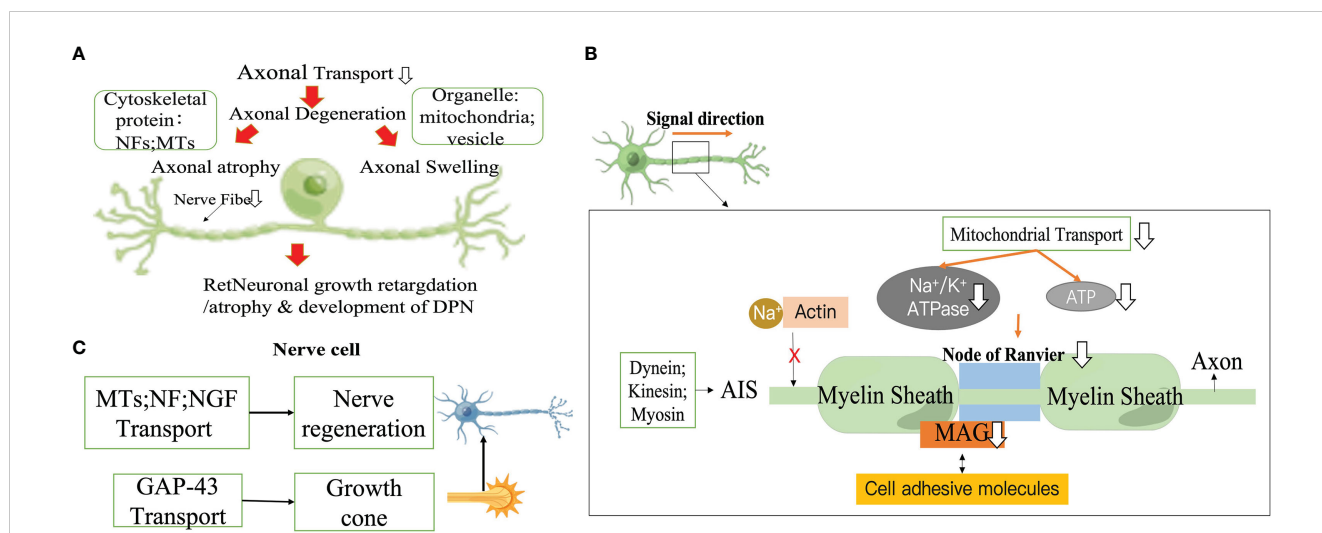 A
Axonal Transport
Cytoskeletal
protein:
NFs;MTs
Axonal Degeneration
Organelle:
mitochondria;
vesicle
Axonal atrophy
Axonal Swelling
Nerve Fibe
RetNeuronal growth retargdation
/atrophy & development of DPN
B
Signal direction
Mitochondrial Transport
Na⁺/K⁺
ATPase
ATP
Na⁺
Actin
X
Node of Ranvier
Axon
Dynein;
Kinesin;
Myosin
AIS
Myelin Sheath
Myelin Sheath
MAG
Cell adhesive molecules
C
Nerve cell
MTs;NF;NGF
Transport
Nerve
regeneration
GAP-43
Transport
Growth
cone